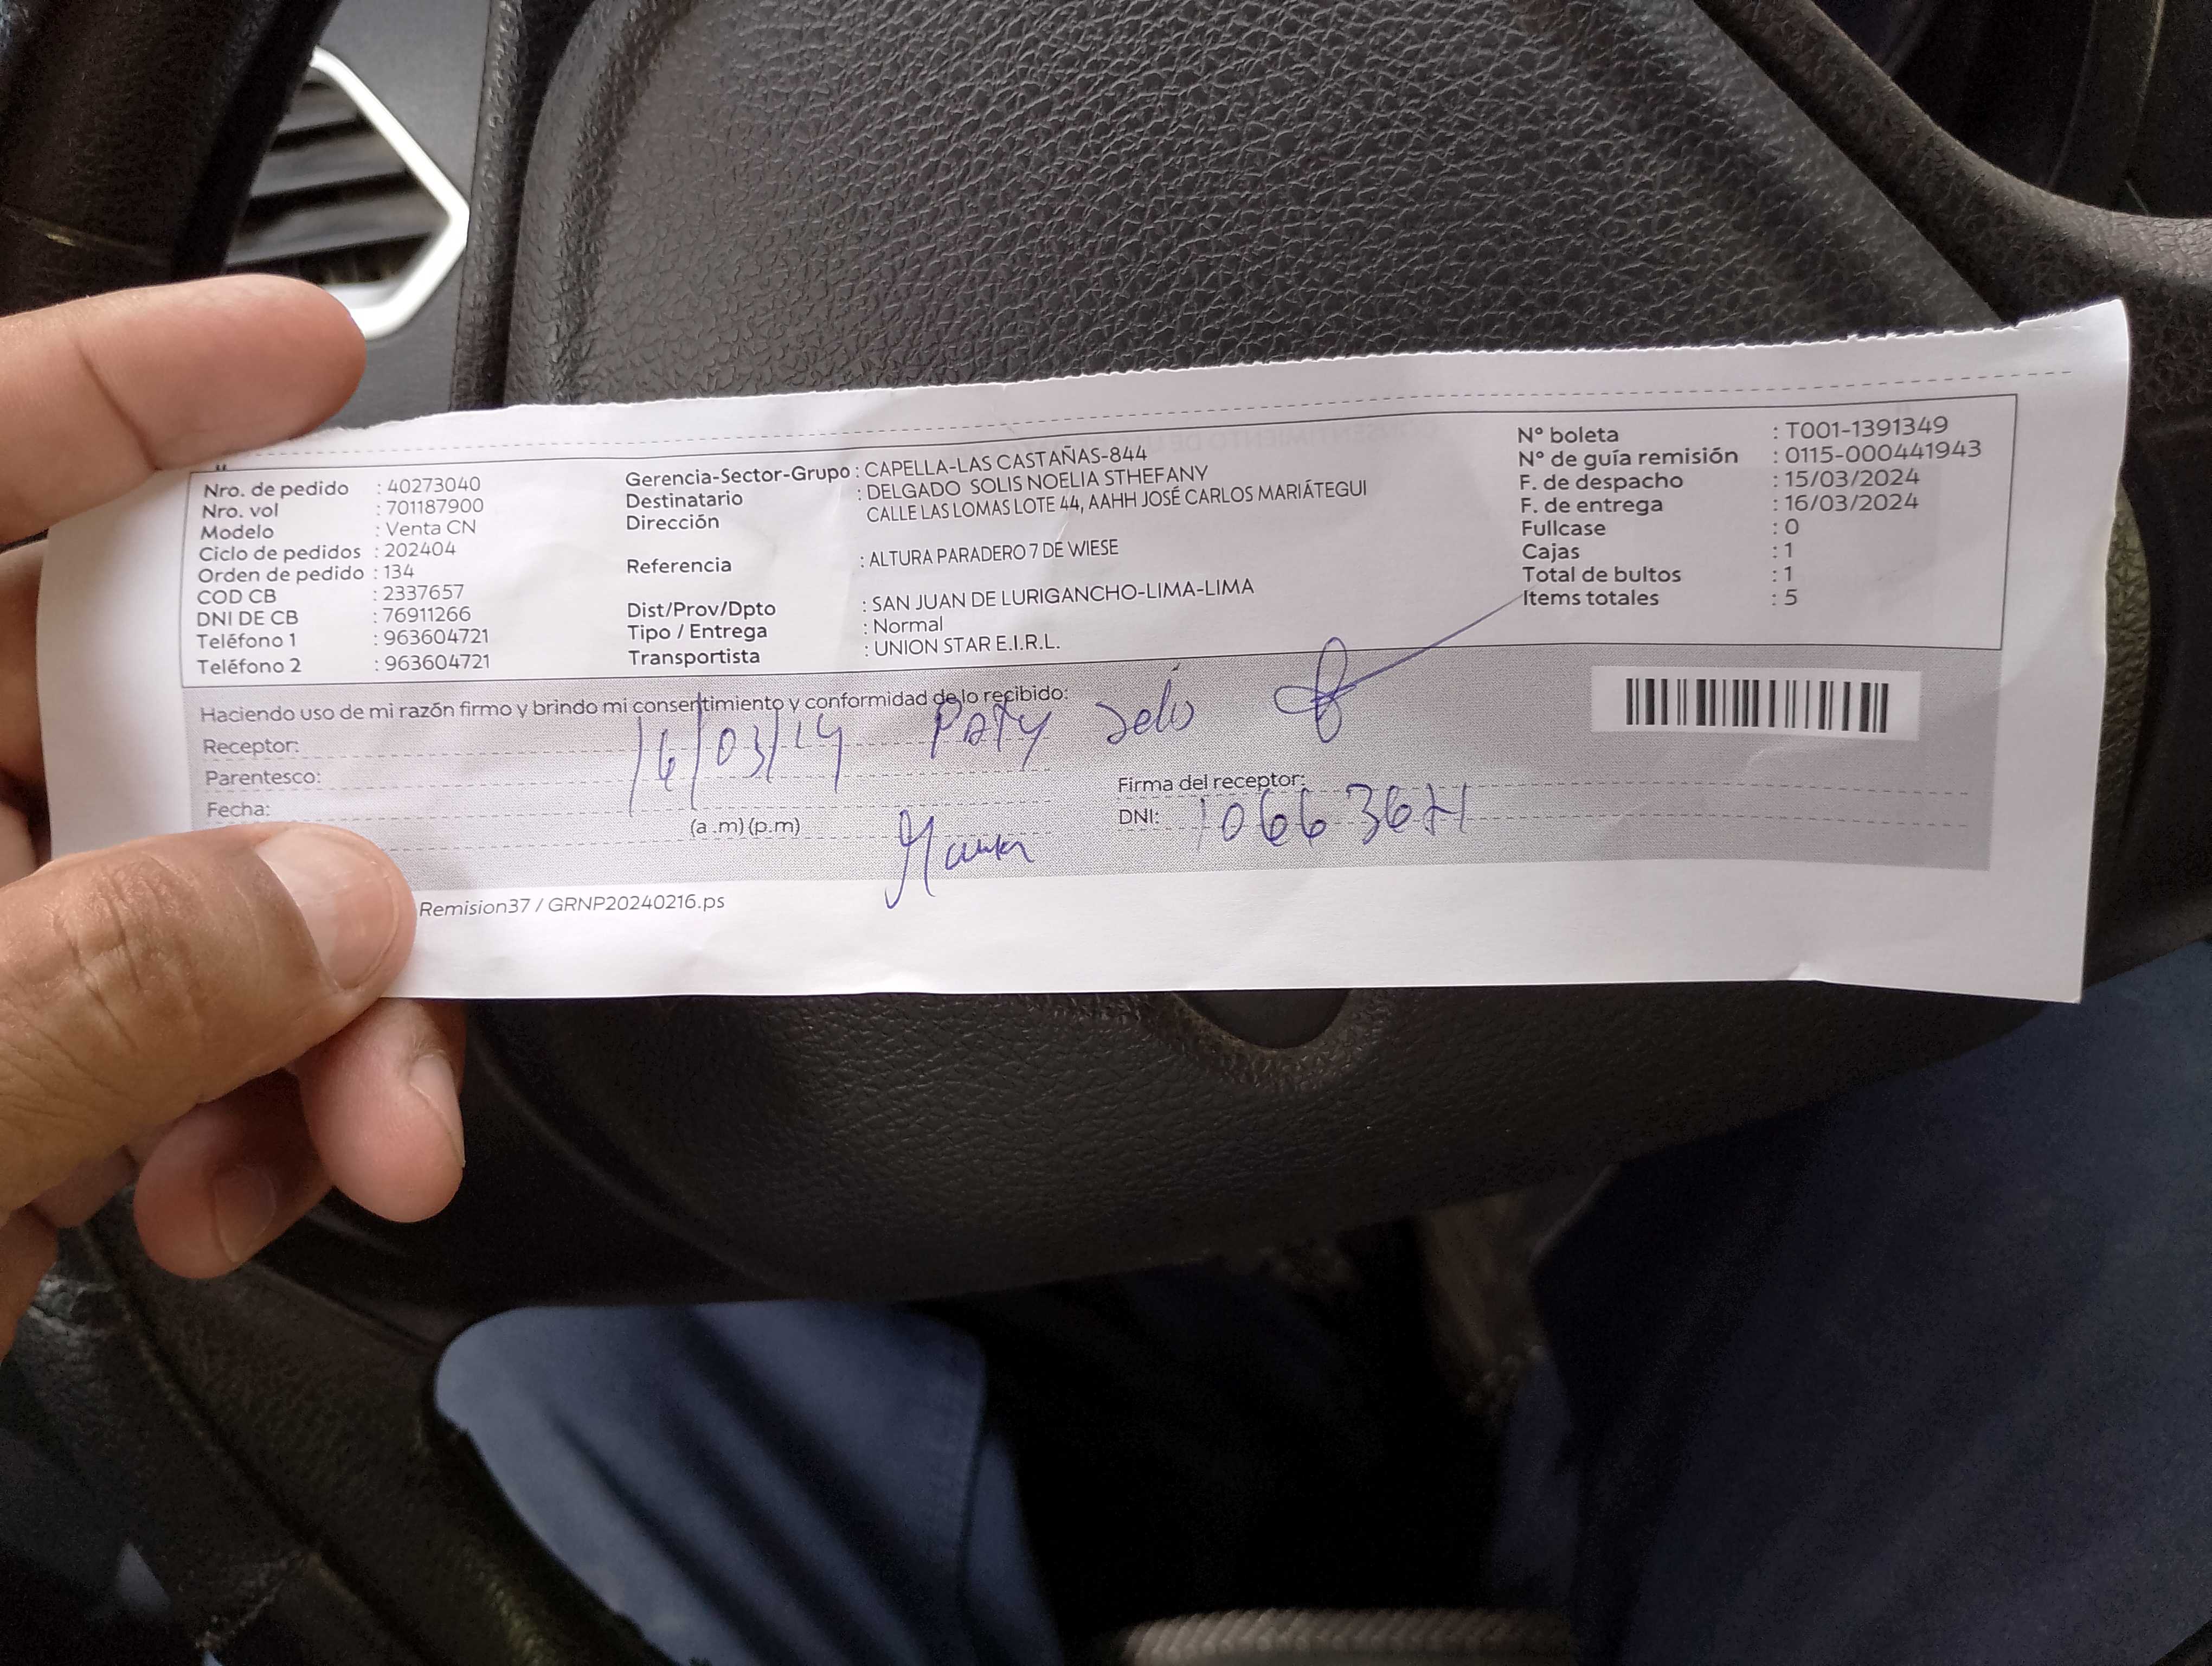 Nro. de pedido : 40273040
Nro. vol : 701187900
Modelo : Venta CN
Ciclo de pedidos : 202404
Orden de pedido : 134
COD CB : 2337657
DNI DE CB : 76911266
Teléfono 1 : 963604721
Teléfono 2 : 963604721
Gerencia-Sector-Grupo : CAPELLA-LAS CASTAÑAS-844
Destinatario : DELGADO SOLIS NOELIA STHEFANY
Dirección CALLE LAS LOMAS LOTE 44, AAHH JOSÉ CARLOS MARIÁTEGUI
Referencia : ALTURA PARADERO 7 DE WIESE
Dist/Prov/Dpto : SAN JUAN DE LURIGANCHO-LIMA-LIMA
Tipo / Entrega : Normal
Transportista : UNION STAR E.I.R.L.
N° boleta : T001-1391349
N° de guía remisión : 0115-000441943
F. de despacho : 15/03/2024
F. de entrega : 16/03/2024
Fullcase : 0
Cajas : 1
Total de bultos : 1
Items totales : 5
Haciendo uso de mi razón firmo y brindo mi consentimiento y conformidad de lo recibido:
Receptor: Paty
Parentesco:
Fecha:
(a .m) (p.m)
Firma del receptor:
DNI:
Remision37 / GRNP20240216.ps